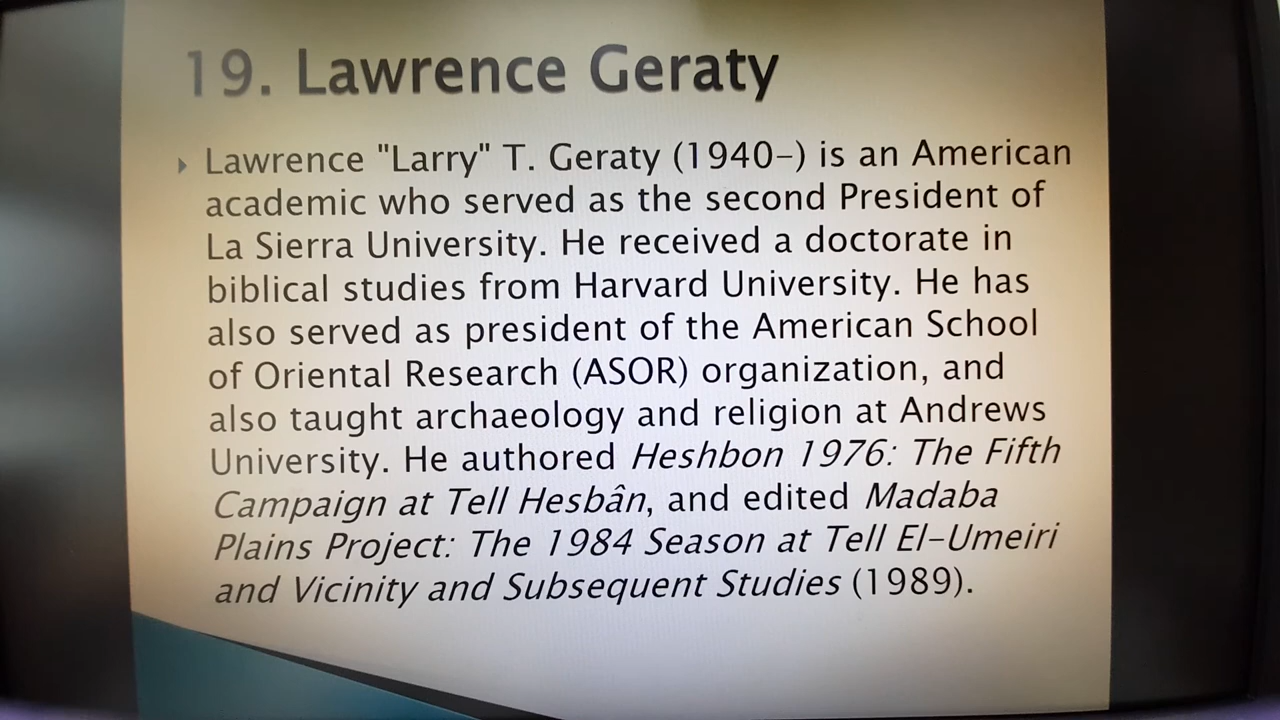 19. Lawrence Geraty
Lawrence "Larry" T. Geraty (1940-) is an American
academic who served as the second President of
La Sierra University. He received a doctorate in
biblical studies from Harvard University. He has
also served as president of the American School
of Oriental Research (ASOR) organization, and
also taught archaeology and religion at Andrews
University. He authored Heshbon 1976: The Fifth
Campaign at Tell Hesbân, and edited Madaba
Plains Project: The 1984 Season at Tell El-Umeiri
and Vicinity and Subsequent Studies (1989).